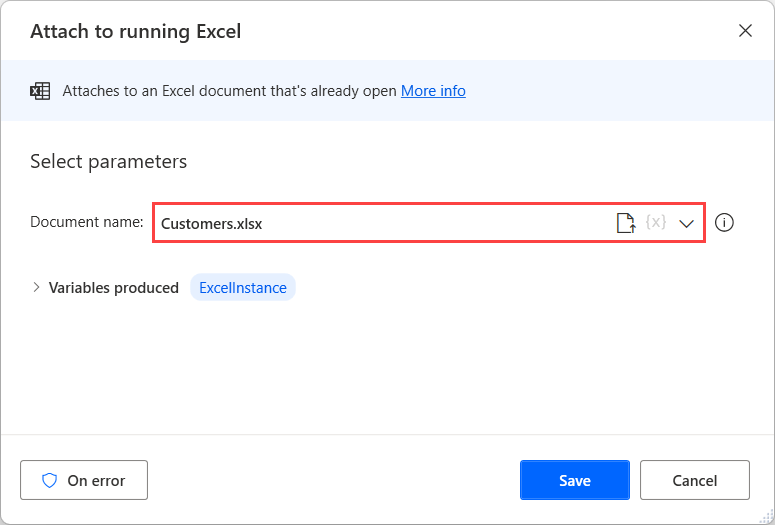 Attach to running Excel
Attaches to an Excel document that's already open More info
Select parameters
Document name: Customers.xlsx {x}
Variables produced ExcelInstance
On error Save Cancel